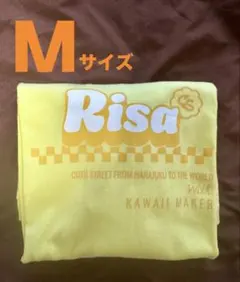 Mサイズ
Risa
CUTE STREET FROM HARAJUKU TO THE WORLD
KAWAII MAKER